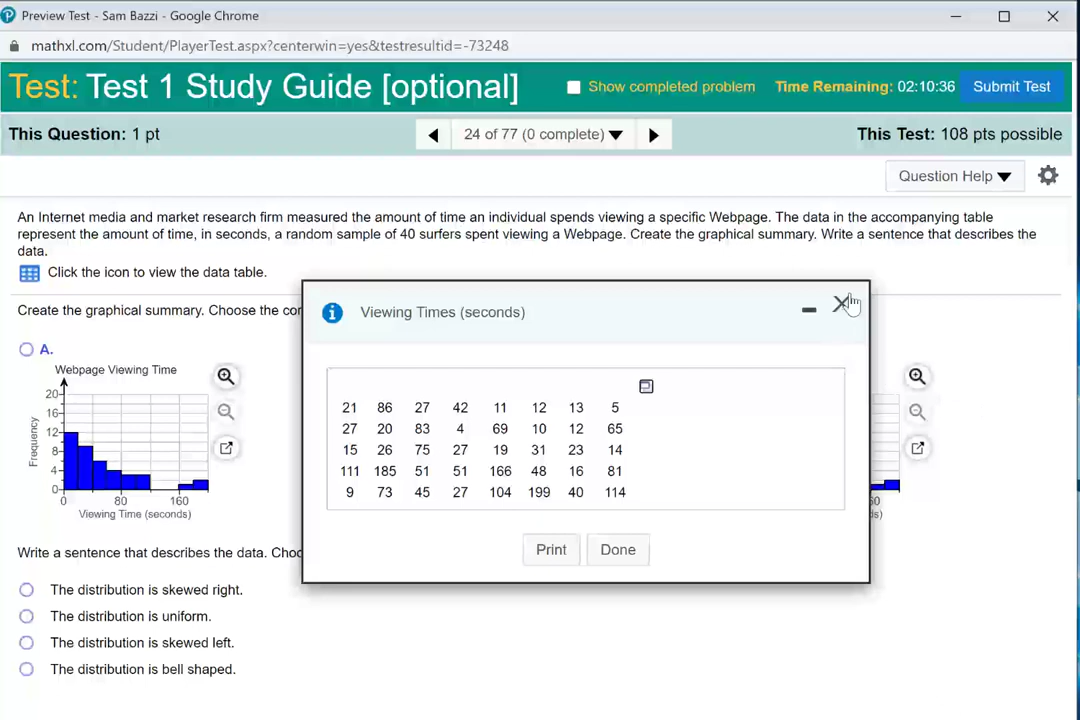 Preview Test - Sam Bazzi - Google Chrome
mathxl.com/Student/PlayerTest.aspx?centerwin=yes&testresultid=-73248
Test: Test 1 Study Guide [optional]
Show completed problem
Time Remaining: 02:10:36
Submit Test
This Question: 1 pt
24 of 77 (0 complete)
This Test: 108 pts possible
Question Help
An Internet media and market research firm measured the amount of time an individual spends viewing a specific Webpage. The data in the accompanying table
represent the amount of time, in seconds, a random sample of 40 surfers spent viewing a Webpage. Create the graphical summary. Write a sentence that describes the
data.
Click the icon to view the data table.
Create the graphical summary. Choose the cor
A.
Webpage Viewing Time
20
16
12
8
4
0
Frequency
0 80 160
Viewing Time (seconds)
Viewing Times (seconds)
21 86 27 42 11 12 13 5
27 20 83 4 69 10 12 65
15 26 75 27 19 31 23 14
111 185 51 51 166 48 16 81
9 73 45 27 104 199 40 114
Print
Done
60
ds)
Write a sentence that describes the data. Choo
The distribution is skewed right.
The distribution is uniform.
The distribution is skewed left.
The distribution is bell shaped.